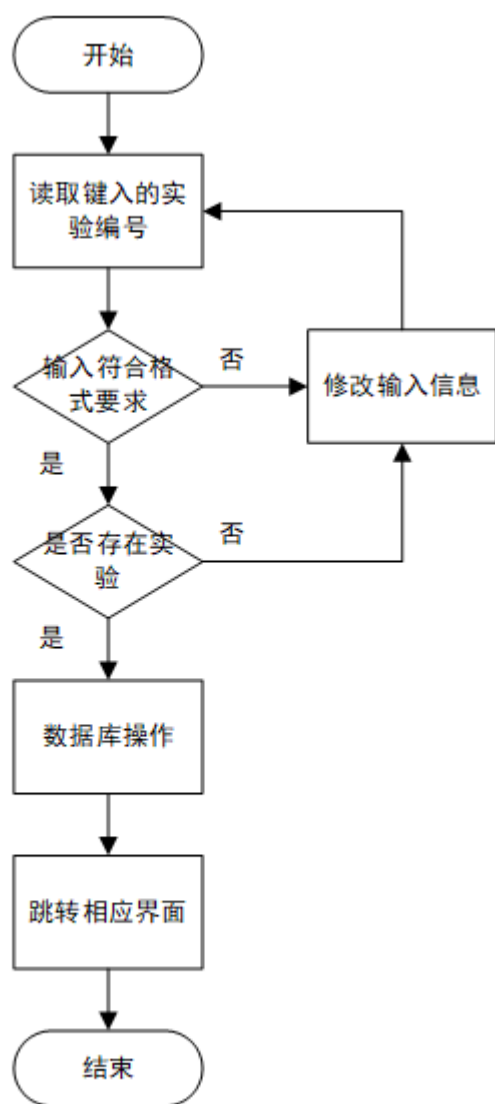 开始
读取键入的实
验编号
输入符合格
式要求
否
修改输入信息
是
是否存在实
验
否
是
数据库操作
跳转相应界面
结束